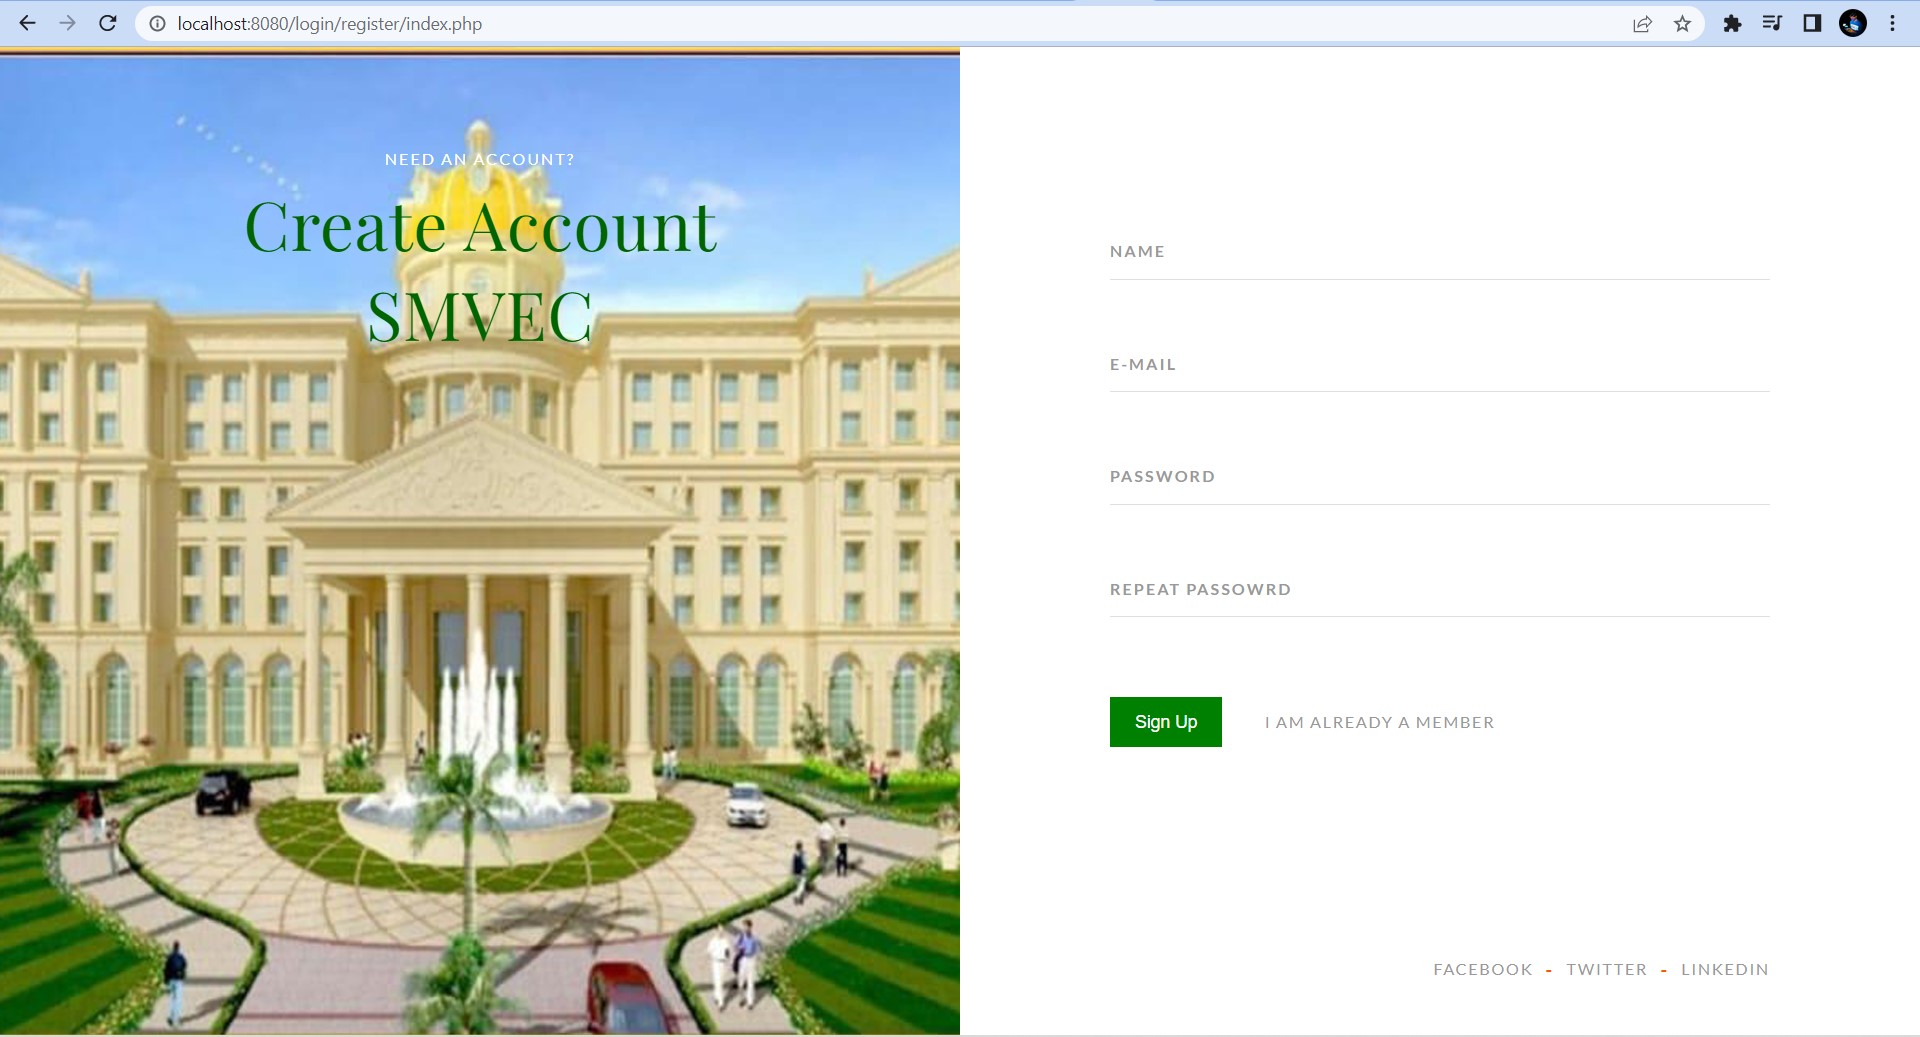 localhost:8080/login/register/index.php
NEED AN ACCOUNT?
Create Account
SMVEC
NAME
E-MAIL
PASSWORD
REPEAT PASSOWRD
Sign Up
I AM ALREADY A MEMBER
FACEBOOK - TWITTER - LINKEDIN